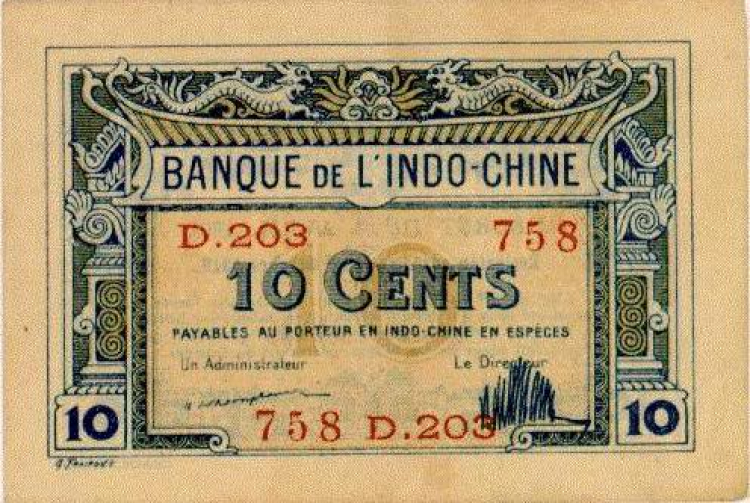 BANQUE DE L'INDO-CHINE
D.203 758
10 CENTS
PAYABLES AU PORTEUR EN INDO-CHINE EN ESPÈCES
Un Administrateur Le Directeur
758 D.203
10 10